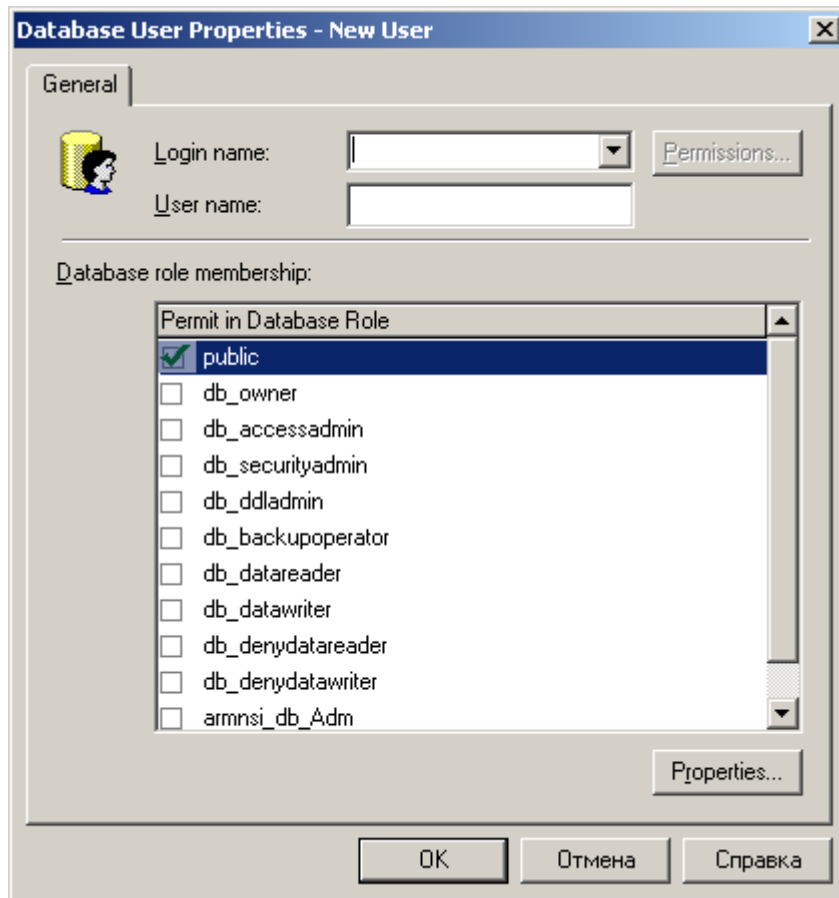 Database User Properties - New User
General
Login name:
Permissions...
User name:
Database role membership:
Permit in Database Role
public
db_owner
db_accessadmin
db_securityadmin
db_ddladmin
db_backupoperator
db_datareader
db_datawriter
db_denydatareader
db_denydatawriter
armnsi_db_Adm
Properties...
OK
Отмена
Справка